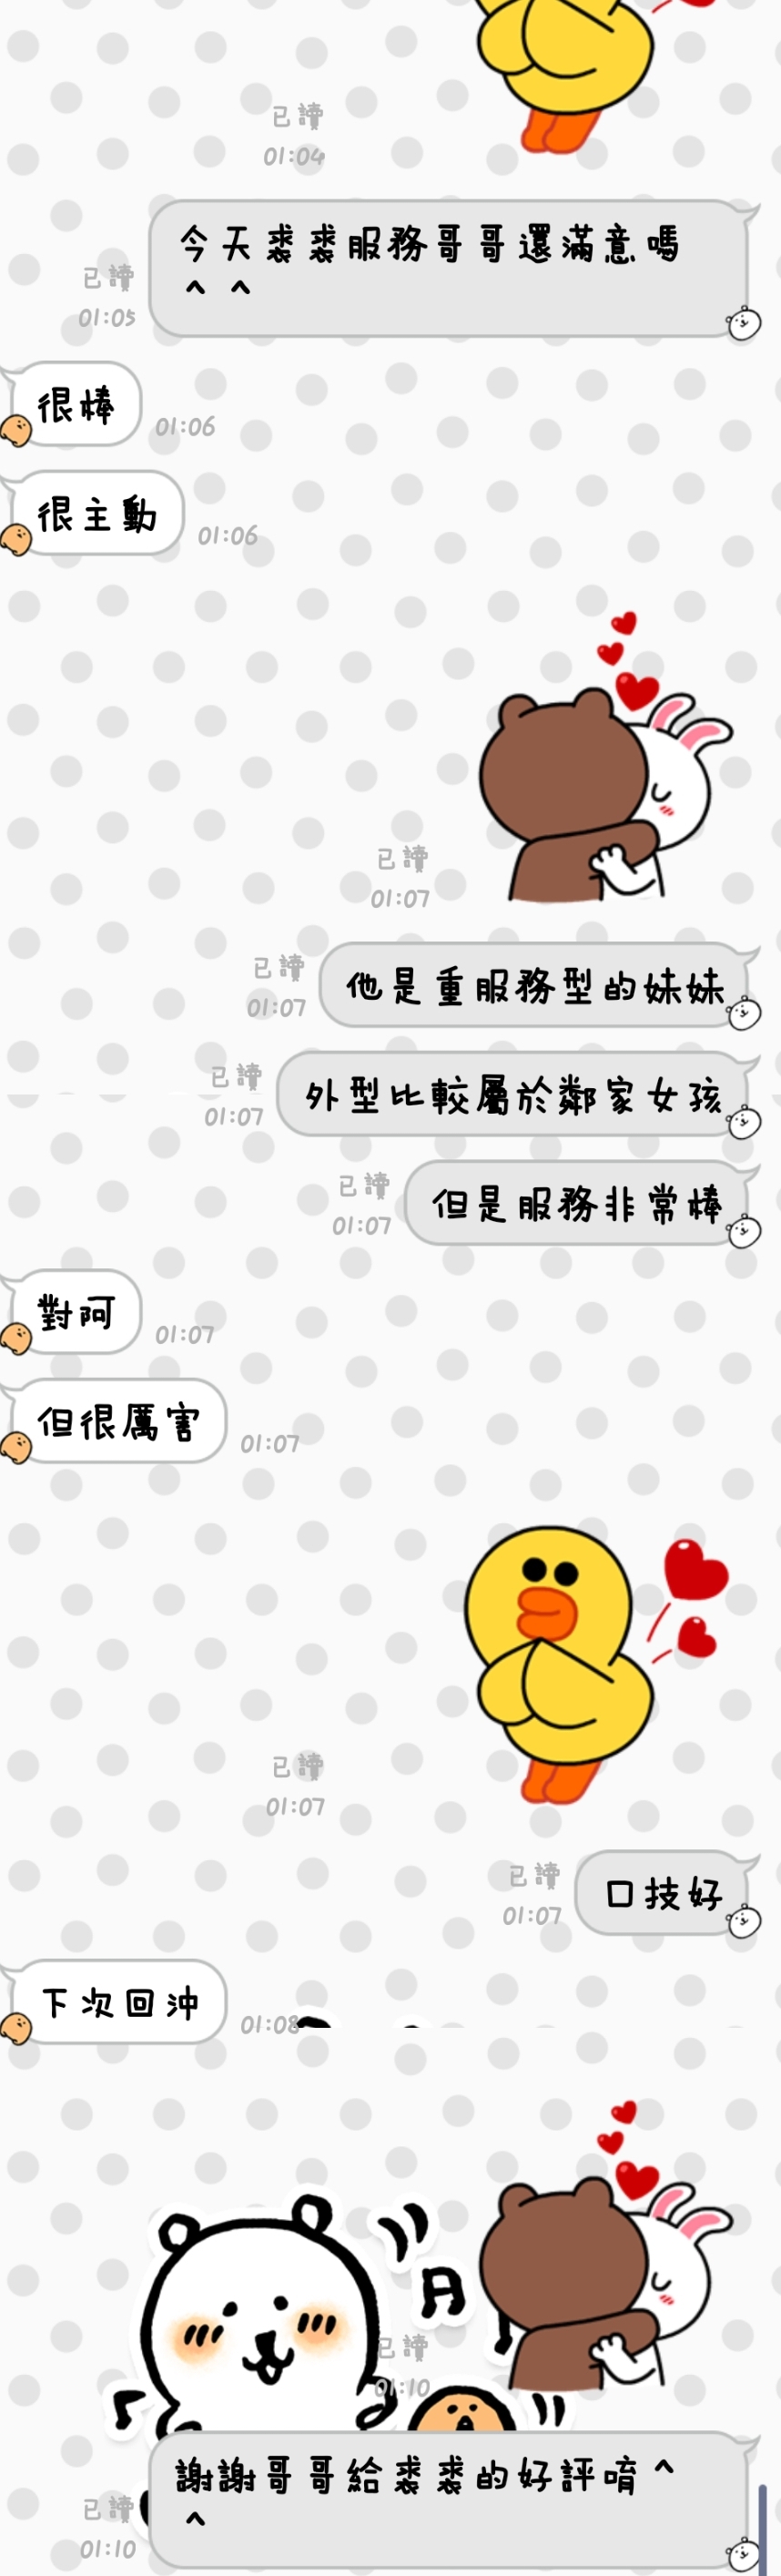 已讀
01:04
今天裘裘服務哥哥還滿意嗎
^ ^
已讀
01:05
很棒
01:06
很主動
01:06
已讀
01:07
他是重服務型的妹妹
已讀
01:07
外型比較屬於鄰家女孩
已讀
01:07
但是服務非常棒
已讀
01:07
對阿
01:07
但很厲害
01:07
已讀
01:07
口技好
已讀
01:07
下次回沖
01:08
已讀
01:10
謝謝哥哥給裘裘的好評唷^
^
已讀
01:10